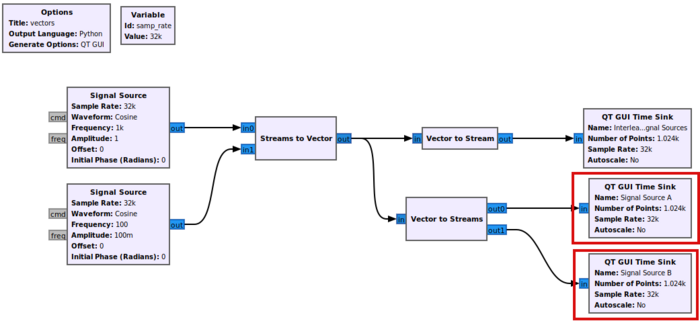 Options
Title: vectors
Output Language: Python
Generate Options: QT GUI
Variable
Id: samp_rate
Value: 32k
Signal Source
Sample Rate: 32k
Waveform: Cosine
Frequency: 1k
Amplitude: 1
Offset: 0
Initial Phase (Radians): 0
cmd
freq
out
Signal Source
Sample Rate: 32k
Waveform: Cosine
Frequency: 100
Amplitude: 100m
Offset: 0
Initial Phase (Radians): 0
cmd
freq
out
in0
in1
Streams to Vector
out
in
Vector to Stream
out
in
Vector to Streams
out0
out1
in
QT GUI Time Sink
Name: Interlea...gnal Sources
Number of Points: 1.024k
Sample Rate: 32k
Autoscale: No
in
QT GUI Time Sink
Name: Signal Source A
Number of Points: 1.024k
Sample Rate: 32k
Autoscale: No
in
QT GUI Time Sink
Name: Signal Source B
Number of Points: 1.024k
Sample Rate: 32k
Autoscale: No